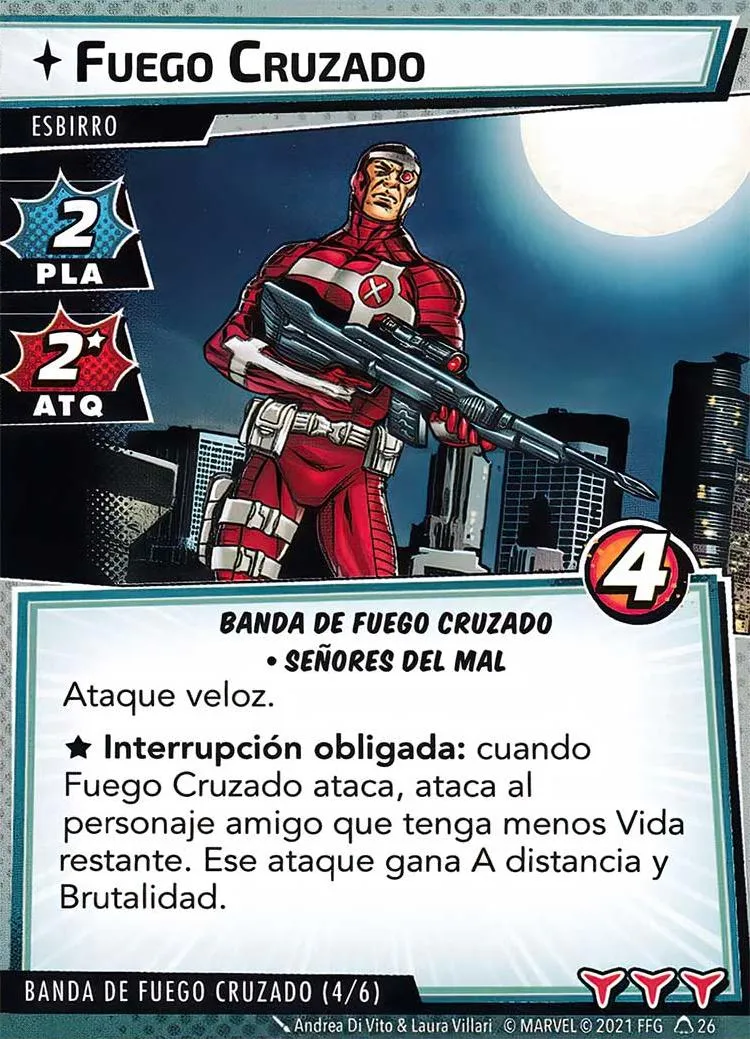 FUEGO CRUZADO
ESBIRRO
2
PLA
2★
ATQ
4
BANDA DE FUEGO CRUZADO
• SEÑORES DEL MAL
Ataque veloz.
★ Interrupción obligada: cuando
Fuego Cruzado ataca, ataca al
personaje amigo que tenga menos Vida
restante. Ese ataque gana A distancia y
Brutalidad.
BANDA DE FUEGO CRUZADO (4/6)
Andrea Di Vito & Laura Villari © MARVEL © 2021 FFG 26